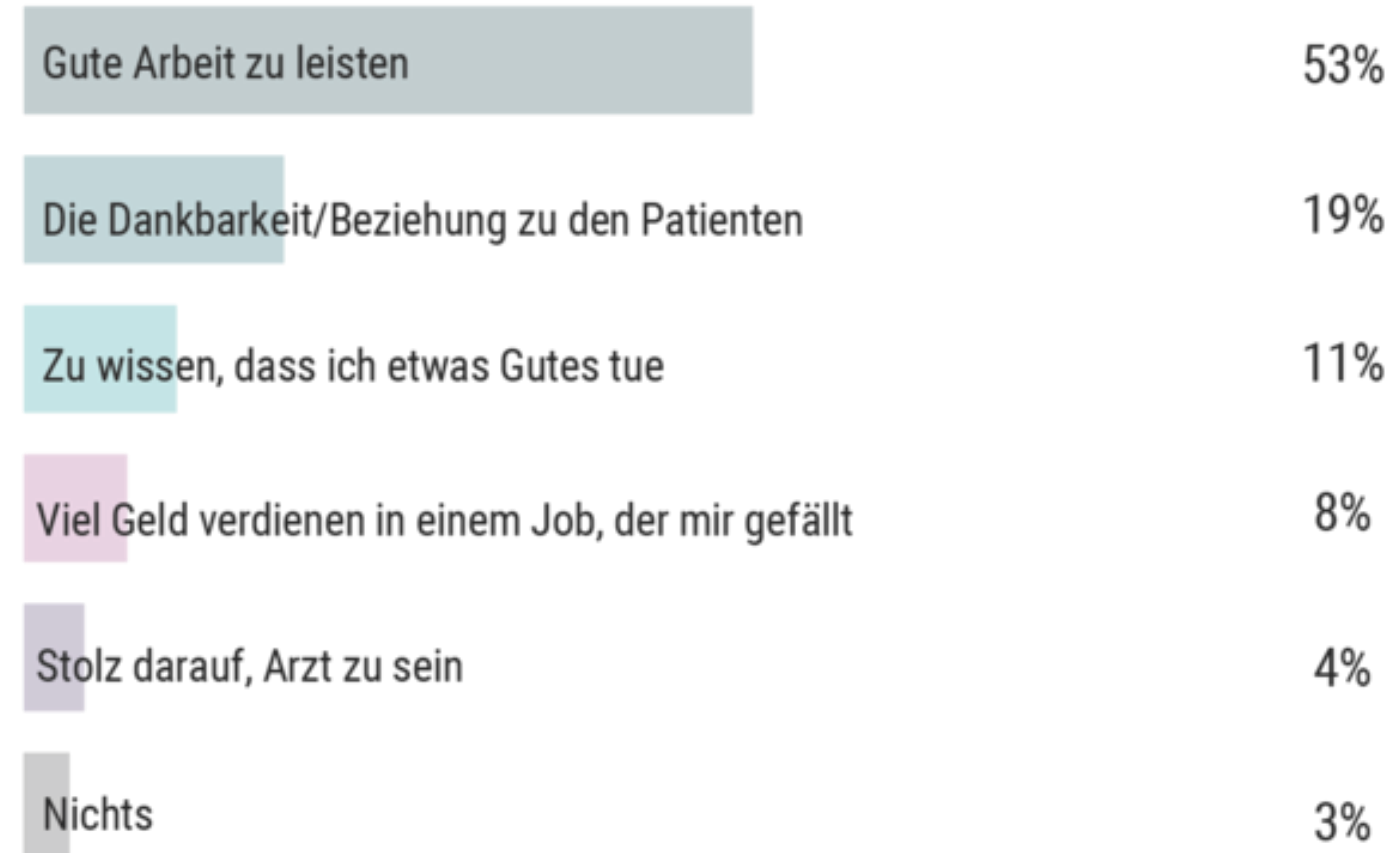 Gute Arbeit zu leisten 53%
Die Dankbarkeit/Beziehung zu den Patienten 19%
Zu wissen, dass ich etwas Gutes tue 11%
Viel Geld verdienen in einem Job, der mir gefällt 8%
Stolz darauf, Arzt zu sein 4%
Nichts 3%